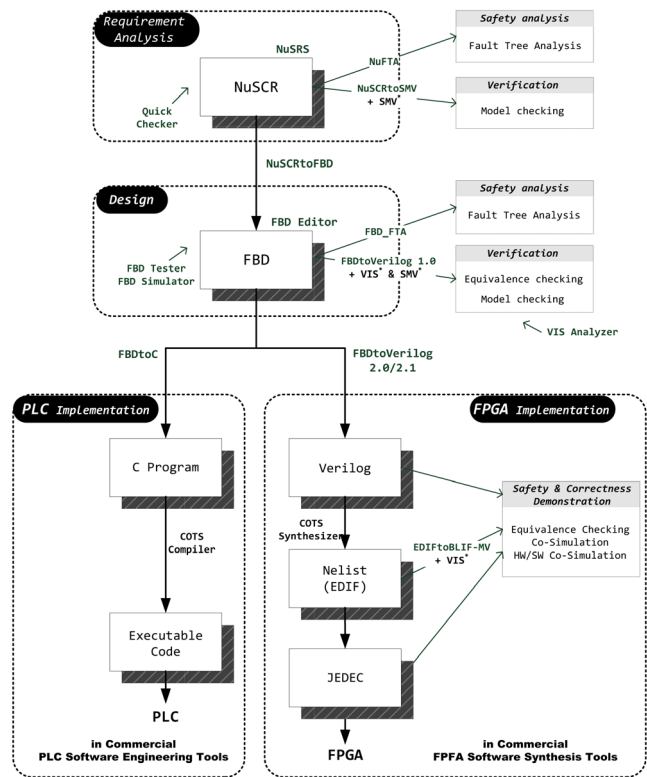 Requirement
Analysis
NuSRS
NuSCR
Quick
Checker
NuFTA
NuSCRtoSMV
+ SMV*
Safety analysis
Fault Tree Analysis
Verification
Model checking
NuSCRtoFBD
Design
FBD Editor
FBD
FBD Tester
FBD Simulator
FBD_FTA
FBDtoVerilog 1.0
+ VIS* & SMV*
Safety analysis
Fault Tree Analysis
Verification
Equivalence checking
Model checking
VIS Analyzer
FBDtoC
FBDtoVerilog
2.0/2.1
PLC Implementation
C Program
COTS
Compiler
Executable
Code
PLC
in Commercial
PLC Software Engineering Tools
FPGA Implementation
Verilog
COTS
Synthesizer
Nelist
(EDIF)
EDIFtoBLIF-MV
+ VIS*
JEDEC
FPGA
Safety & Correctness
Demonstration
Equivalence Checking
Co-Simulation
HW/SW Co-Simulation
in Commercial
FPFA Software Synthesis Tools